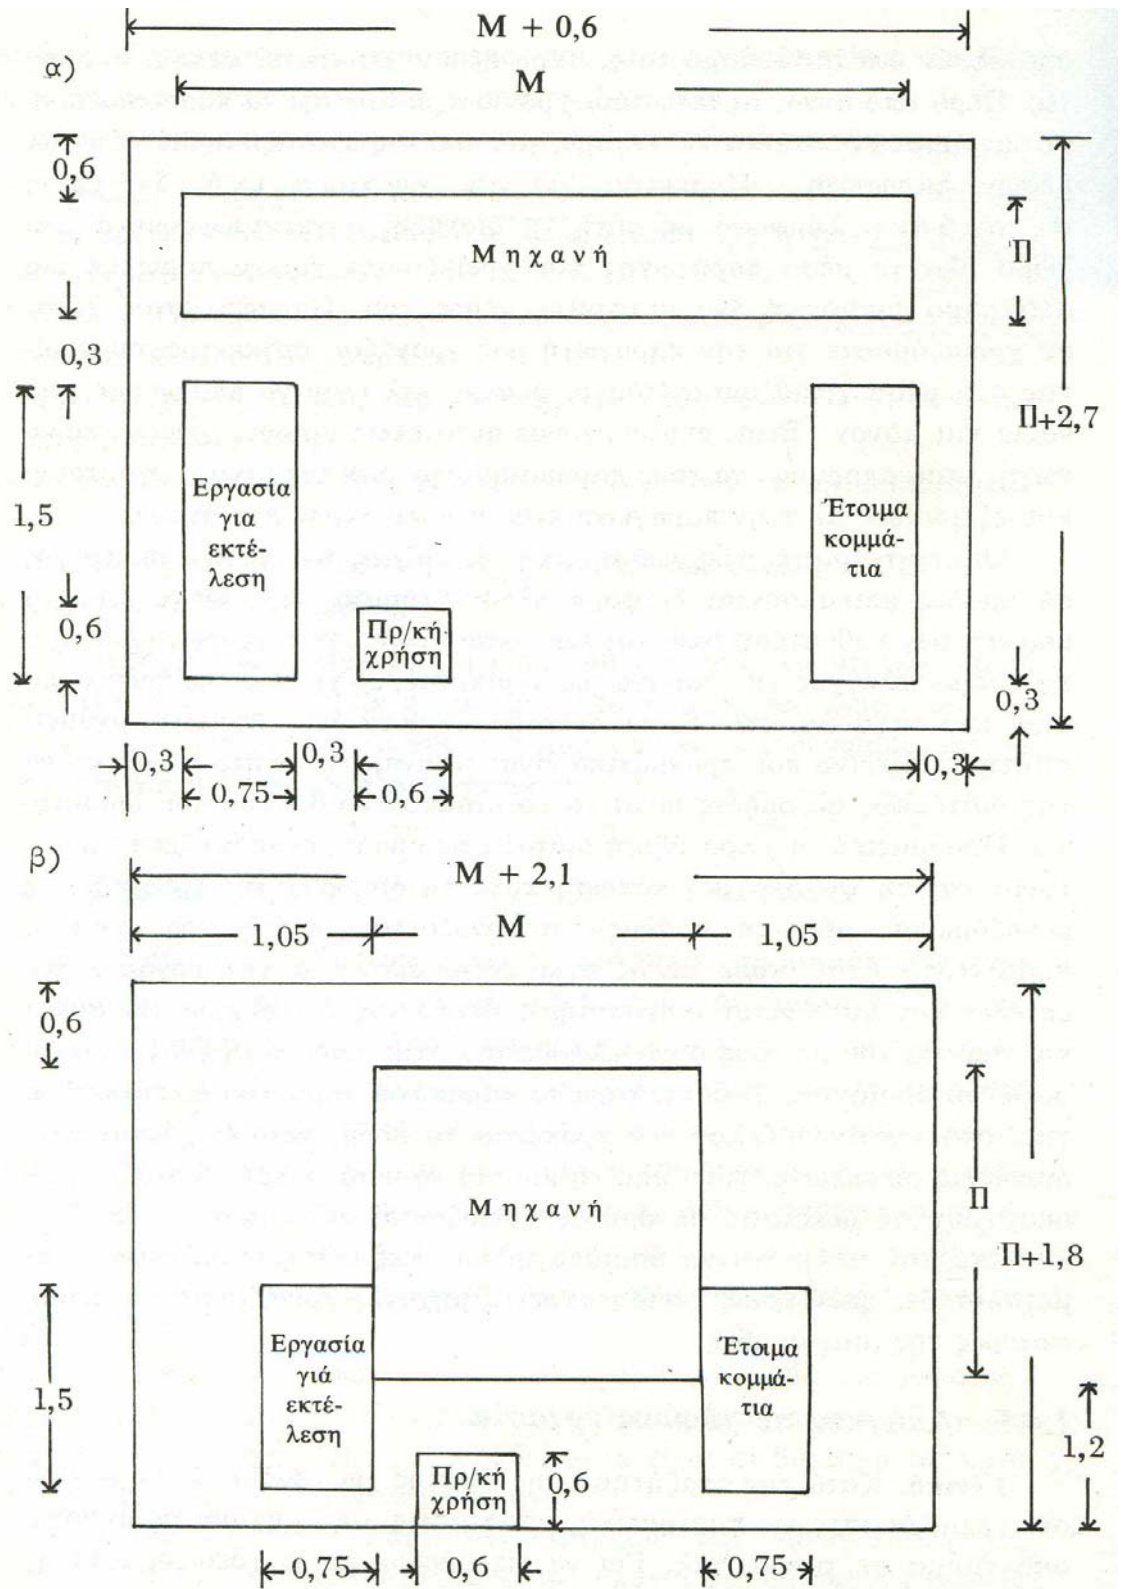 M + 0,6
α)
M
0,6
Μηχανή
Π
0,3
Π+2,7
1,5
Εργασία
για
εκτέ-
λεση
Έτοιμα
κομμά-
τια
0,6
Πρ/κή
χρήση
0,3
0,3
0,3
0,3
0,75
0,6
β)
M + 2,1
1,05
M
1,05
0,6
Μηχανή
Π
Π+1,8
1,5
Εργασία
γιά
εκτέ-
λεση
Έτοιμα
κομμά-
τια
1,2
Πρ/κή
χρήση
0,6
0,75
0,6
0,75